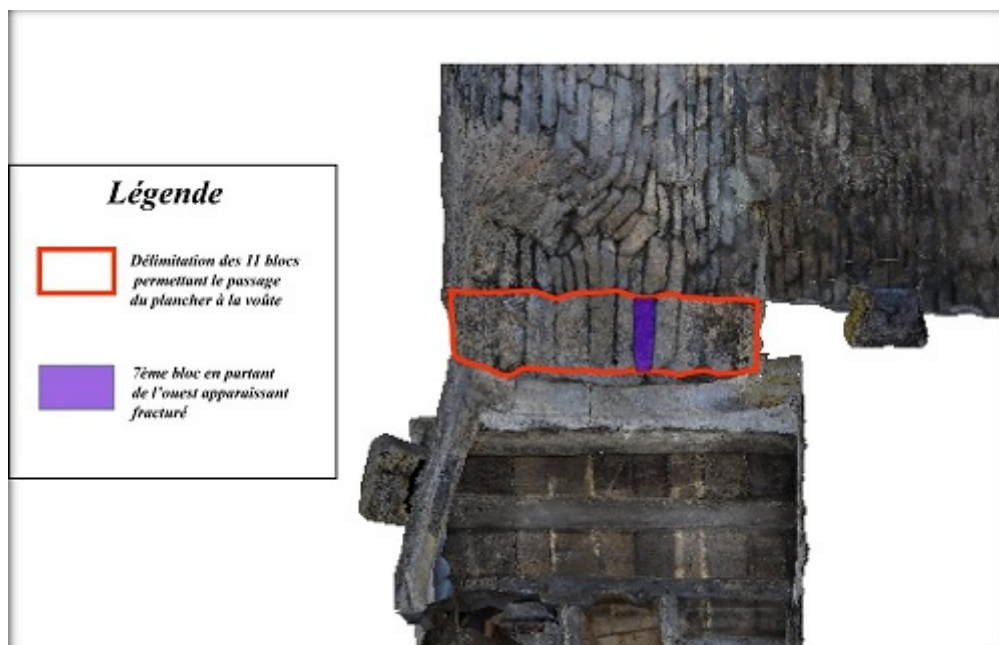 Légende
Délimitation des 11 blocs
permettant le passage
du plancher à la voûte
7ème bloc en partant
de l'ouest apparaissant
fracturé